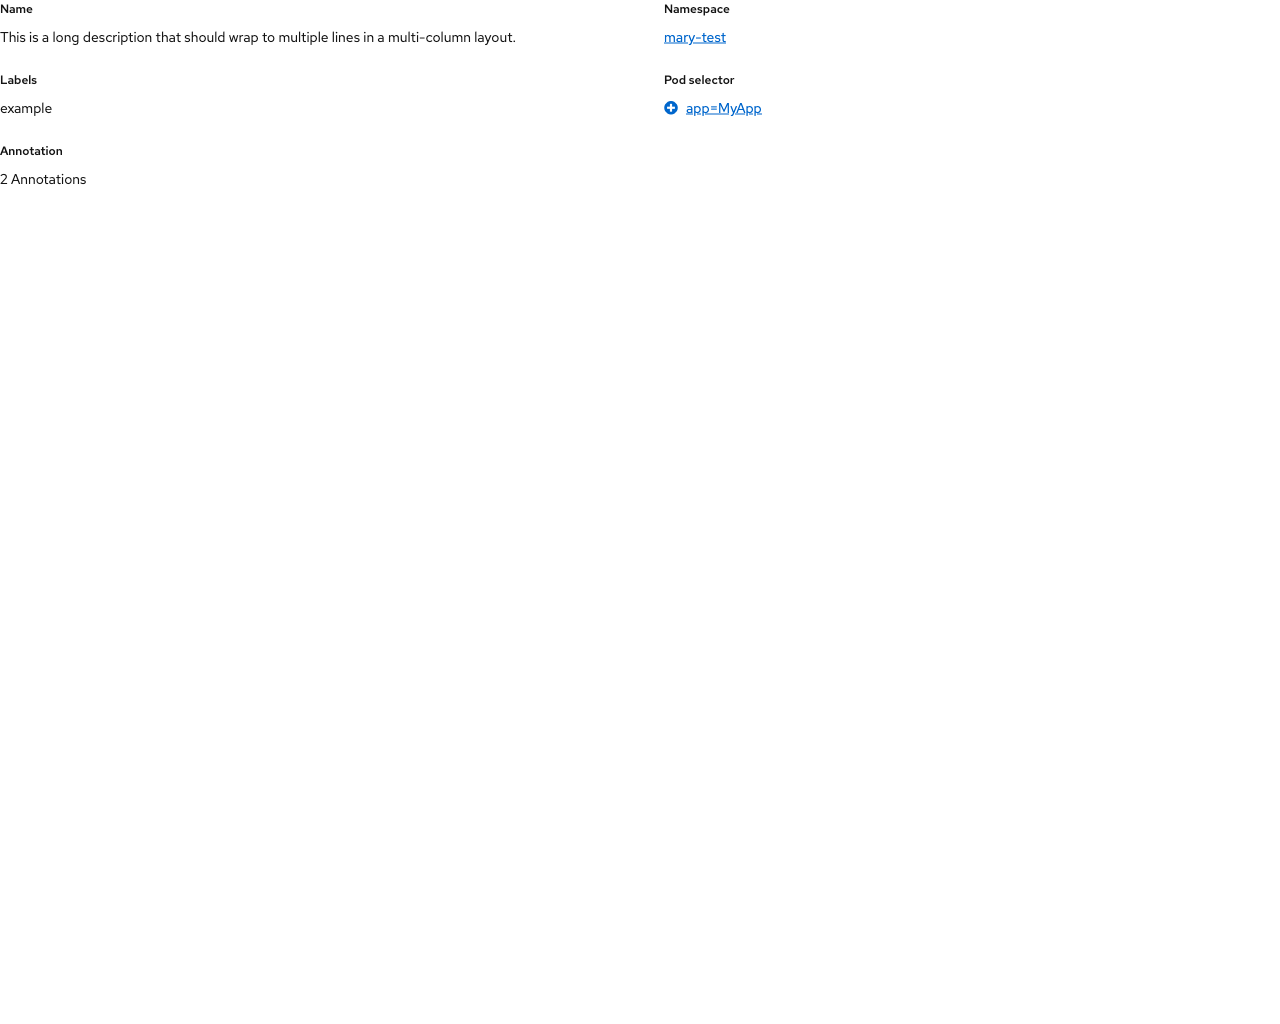 Name
This is a long description that should wrap to multiple lines in a multi-column layout.
Namespace
mary-test
Labels
example
Pod selector
app=MyApp
Annotation
2 Annotations